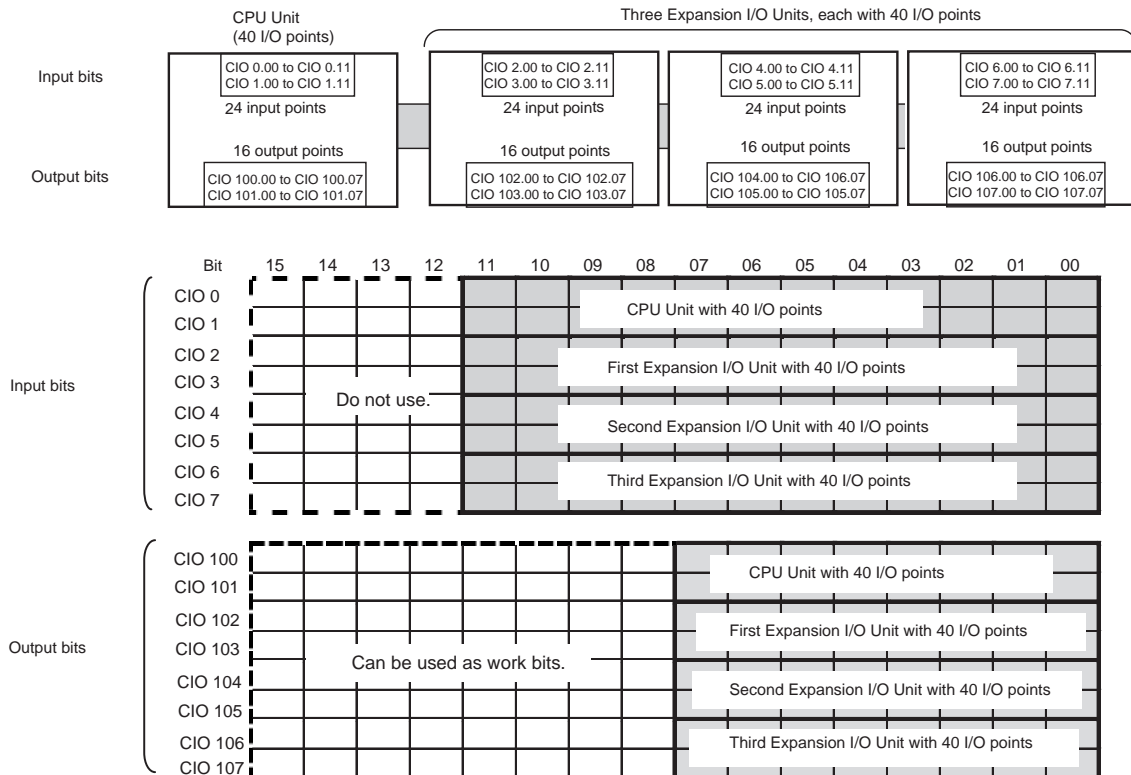 CPU Unit
(40 I/O points)
Three Expansion I/O Units, each with 40 I/O points
Input bits
CIO 0.00 to CIO 0.11
CIO 1.00 to CIO 1.11
24 input points
CIO 2.00 to CIO 2.11
CIO 3.00 to CIO 3.11
24 input points
CIO 4.00 to CIO 4.11
CIO 5.00 to CIO 5.11
24 input points
CIO 6.00 to CIO 6.11
CIO 7.00 to CIO 7.11
24 input points
Output bits
16 output points
CIO 100.00 to CIO 100.07
CIO 101.00 to CIO 101.07
16 output points
CIO 102.00 to CIO 102.07
CIO 103.00 to CIO 103.07
16 output points
CIO 104.00 to CIO 106.07
CIO 105.00 to CIO 105.07
16 output points
CIO 106.00 to CIO 106.07
CIO 107.00 to CIO 107.07
Bit 15 14 13 12 11 10 09 08 07 06 05 04 03 02 01 00
Input bits
CIO 0
CIO 1
CIO 2
CIO 3
CIO 4
CIO 5
CIO 6
CIO 7
Do not use.
CPU Unit with 40 I/O points
First Expansion I/O Unit with 40 I/O points
Second Expansion I/O Unit with 40 I/O points
Third Expansion I/O Unit with 40 I/O points
Output bits
CIO 100
CIO 101
CIO 102
CIO 103
CIO 104
CIO 105
CIO 106
CIO 107
Can be used as work bits.
CPU Unit with 40 I/O points
First Expansion I/O Unit with 40 I/O points
Second Expansion I/O Unit with 40 I/O points
Third Expansion I/O Unit with 40 I/O points